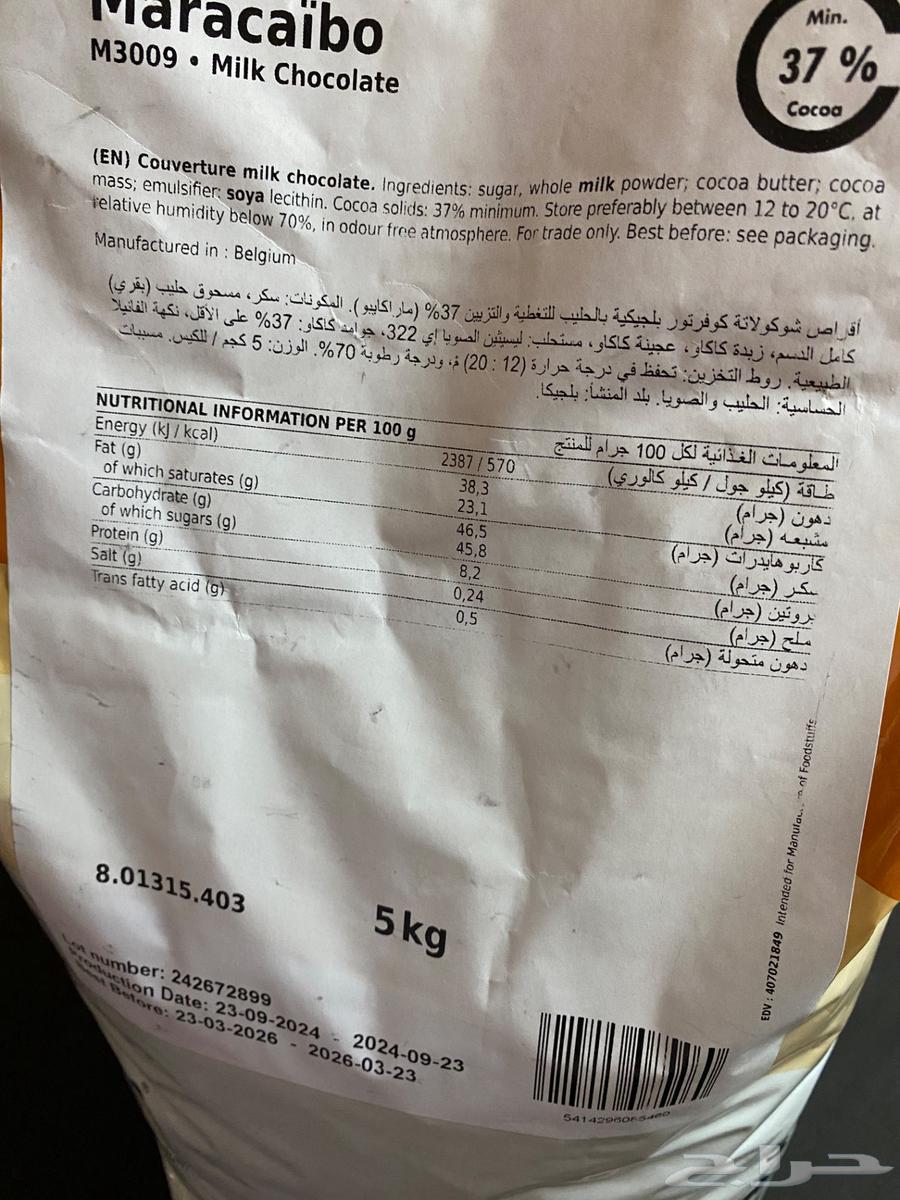 Maracaïbo
M3009 • Milk Chocolate
Min.
37 %
Cocoa
(EN) Couverture milk chocolate. Ingredients: sugar, whole milk powder; cocoa butter; cocoa
mass; emulsifier: soya lecithin. Cocoa solids: 37% minimum. Store preferably between 12 to 20°C, at
relative humidity below 70%, in odour free atmosphere. For trade only. Best before: see packaging.
Manufactured in : Belgium
أقراص شوكولاتة كوفرتور بلجيكية بالحليب للتغطية والتزيين 37% (ماراكايبو). المكونات: سكر، مسحوق حليب (بقري)
كامل الدسم، زبدة كاكاو، عجينة كاكاو، مستحلب: ليسيثين الصويا إي 322، جوامد كاكاو: 37% على الأقل، نكهة الفانيلا
الطبيعية. روط التخزين: تحفظ في درجة حرارة (12 : 20) م، ودرجة رطوبة 70%. الوزن: 5 كجم / للكيس. مسببات
الحساسية: الحليب والصويا. بلد المنشأ: بلجيكا.
NUTRITIONAL INFORMATION PER 100 g المعلومات الغذائية لكل 100 جرام للمنتج
Energy (kJ / kcal) 2387 / 570 طاقة (كيلو جول / كيلو كالوري)
Fat (g) 38,3 دهون (جرام)
of which saturates (g) 23,1 مشبعه (جرام)
Carbohydrate (g) 46,5 كاربوهايدرات (جرام)
of which sugars (g) 45,8 سكر (جرام)
Protein (g) 8,2 بروتين (جرام)
Salt (g) 0,24 ملح (جرام)
Trans fatty acid (g) 0,5 دهون متحولة (جرام)
EDV : 407021849 Intended for of Foodstuffs
8.01315.403
5 kg
Lot number: 242672899
Production Date: 23-09-2024 - 2024-09-23
Best Before: 23-03-2026 - 2026-03-23
حراج